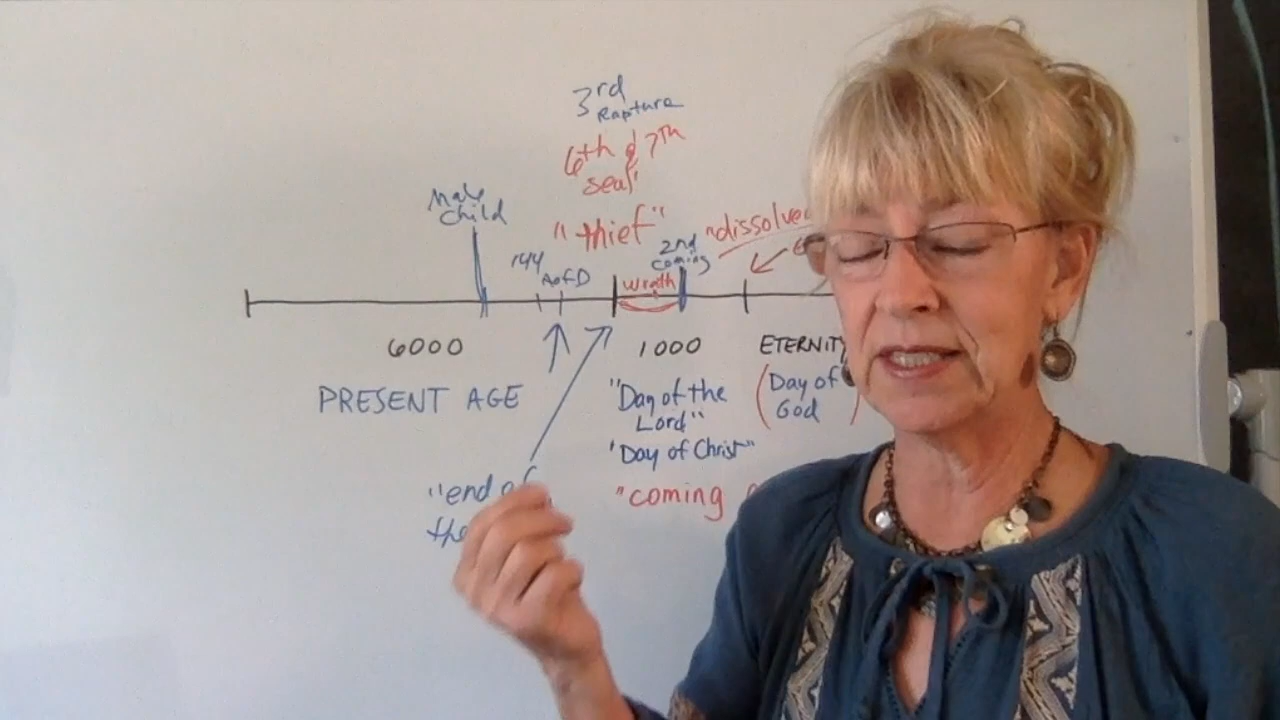 3rd
Rapture
6th & 7th
seal"
Male
Child
"thief"
"dissolved
2nd
coming
144
AofD
wrath
6000
1000
ETERNITY
PRESENT AGE
"Day of the
Lord"
(Day of
God )
'Day of Christ"
"end of
the
"coming